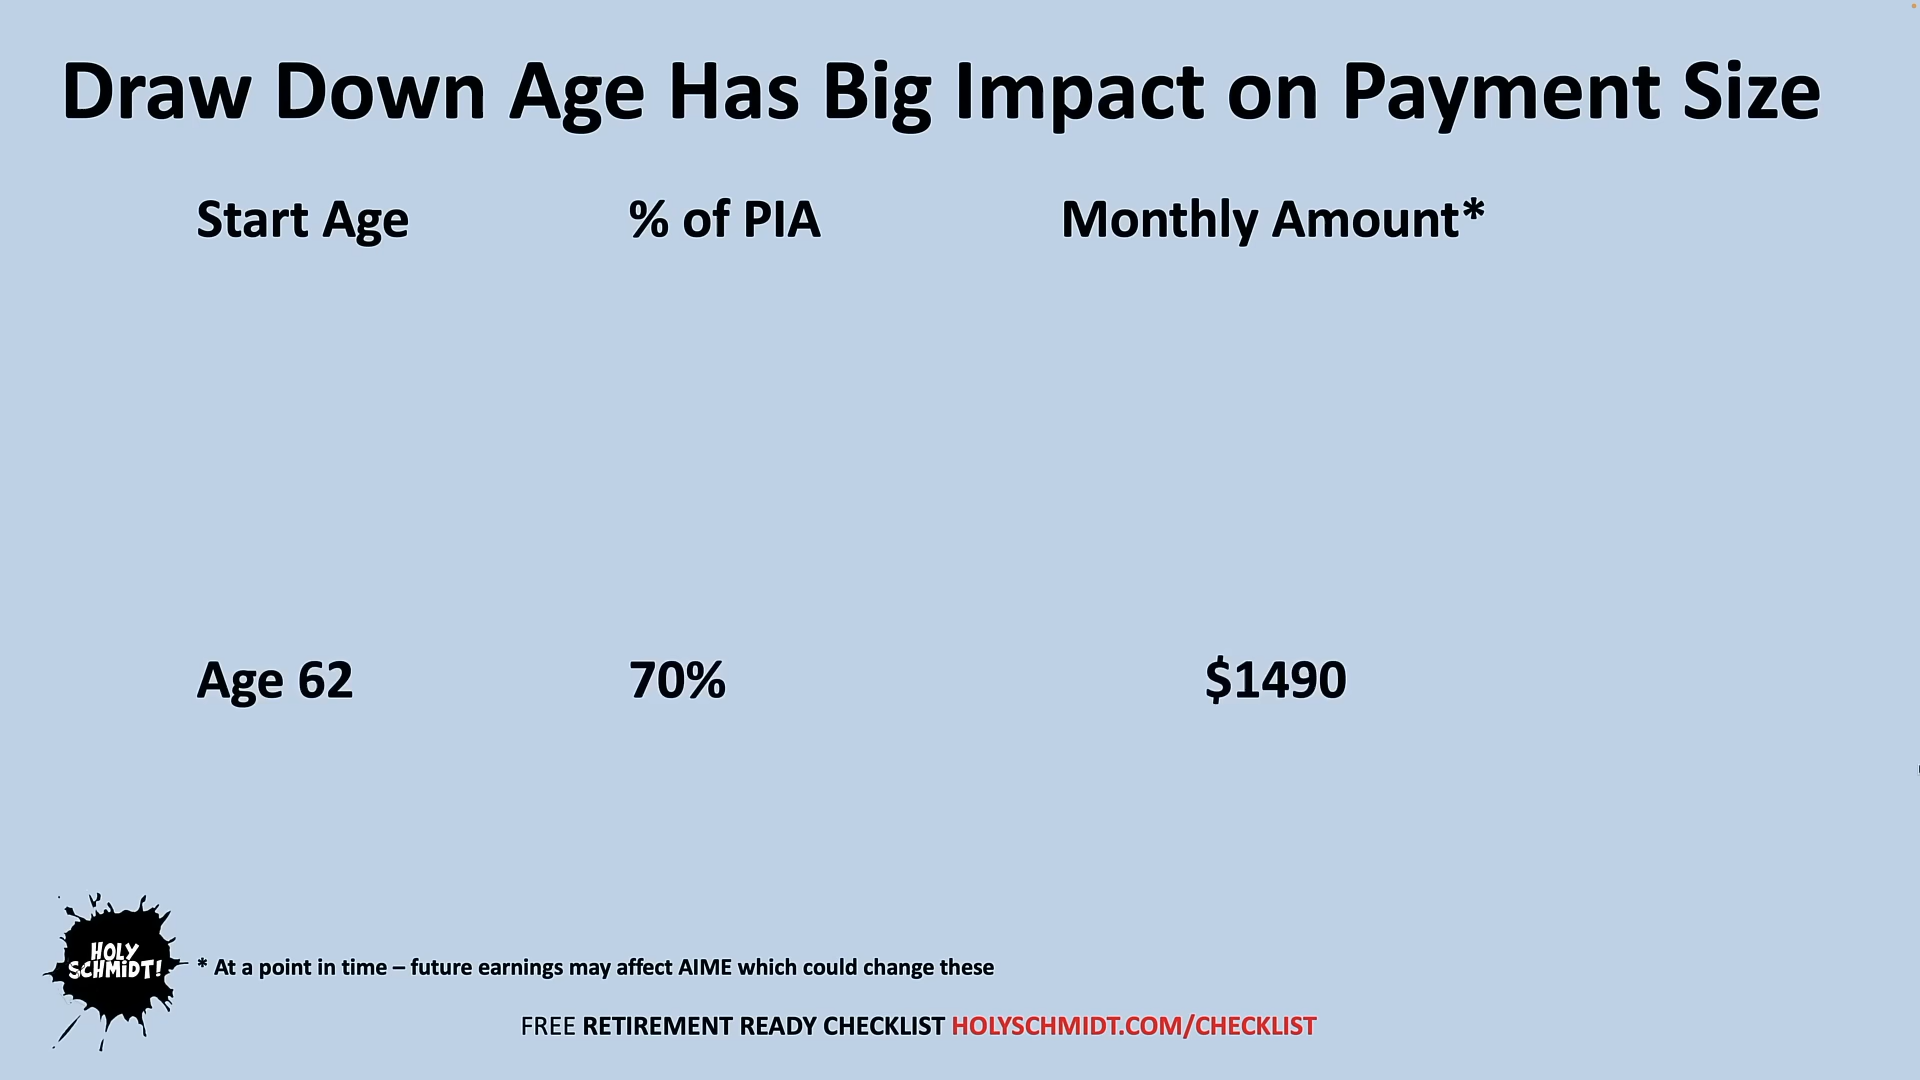 Draw Down Age Has Big Impact on Payment Size
Start Age % of PIA Monthly Amount*
Age 62 70% $1490
HOLY
SCHMiDT!
* At a point in time – future earnings may affect AIME which could change these
FREE RETIREMENT READY CHECKLIST HOLYSCHMIDT.COM/CHECKLIST